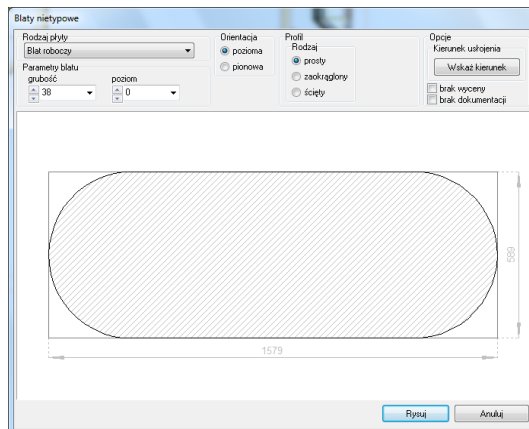 Blaty nietypowe
Rodzaj płyty
Blat roboczy
Parametry blatu
grubość
poziom
38
0
Orientacja
pozioma
pionowa
Profil
Rodzaj
prosty
zaokrąglony
ścięty
Opcje
Kierunek usłojenia
Wskaż kierunek
brak wyceny
brak dokumentacji
589
1579
Rysuj
Anuluj